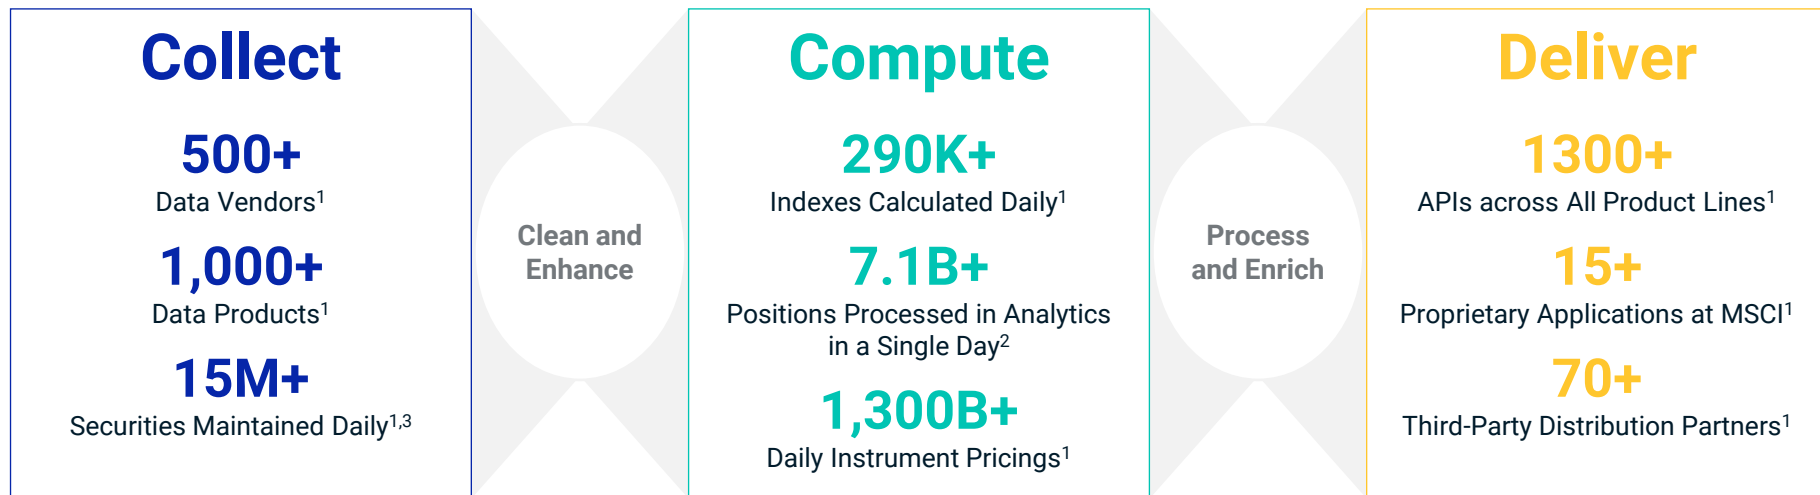 Collect
500+
Data Vendors¹
1,000+
Data Products¹
15M+
Securities Maintained Daily¹,³
Clean and
Enhance
Compute
290K+
Indexes Calculated Daily¹
7.1B+
Positions Processed in Analytics
in a Single Day²
1,300B+
Daily Instrument Pricings¹
Process
and Enrich
Deliver
1300+
APIs across All Product Lines¹
15+
Proprietary Applications at MSCI¹
70+
Third-Party Distribution Partners¹